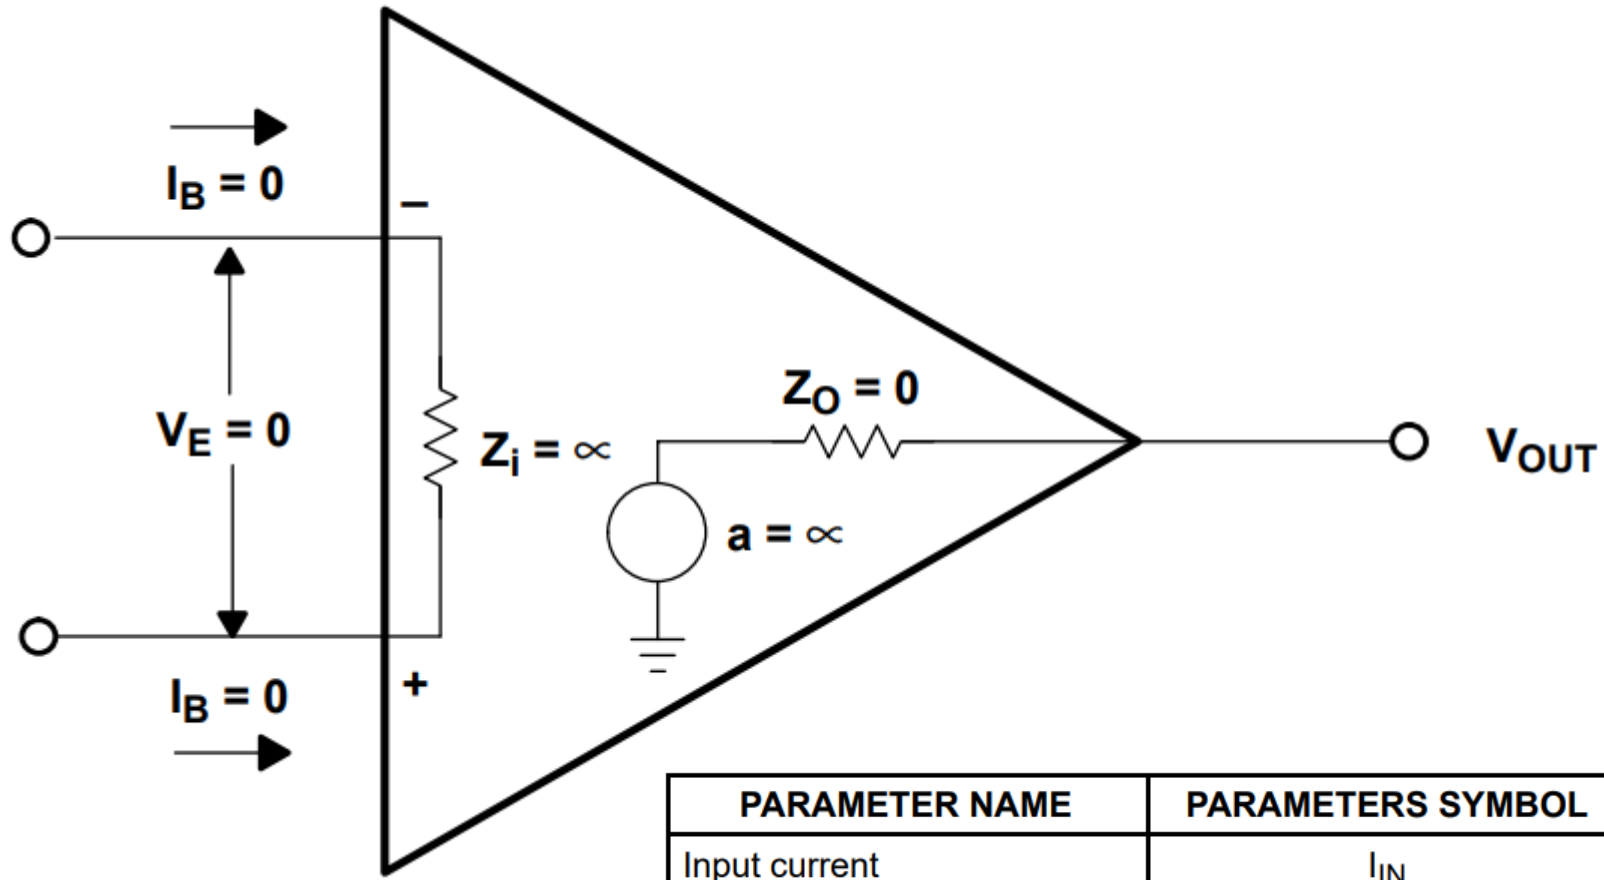 I_B = 0
–
V_E = 0
Z_i = ∝
Z_O = 0
a = ∝
V_OUT
+
I_B = 0
PARAMETER NAME PARAMETERS SYMBOL
Input current I_IN